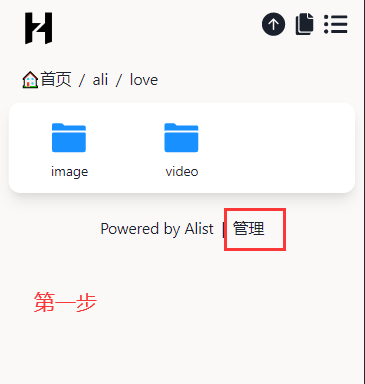 首页 / ali / love
image video
Powered by Alist | 管理
第一步